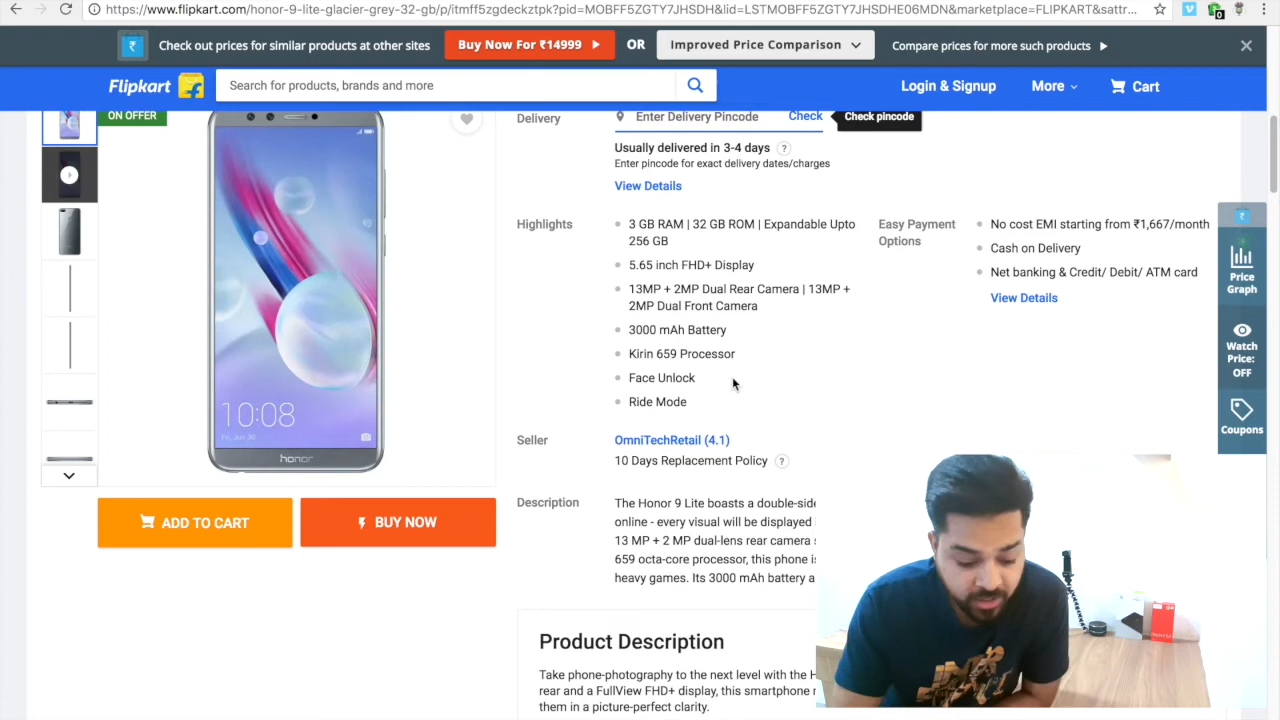 https://www.flipkart.com/honor-9-lite-glacier-grey-32-gb/p/itmff5zgdeckztpk?pid=MOBFF5ZGTY7JHSDH&lid=LSTMOBFF5ZGTY7JHSDHE06MDN&marketplace=FLIPKART&sattr...
Check out prices for similar products at other sites
Buy Now For ₹14999
OR
Improved Price Comparison
Compare prices for more such products
Flipkart
Search for products, brands and more
Login & Signup
More
Cart
ON OFFER
Delivery
Enter Delivery Pincode
Check
Check pincode
Usually delivered in 3-4 days ?
Enter pincode for exact delivery dates/charges
View Details
Highlights
3 GB RAM | 32 GB ROM | Expandable Upto
256 GB
5.65 inch FHD+ Display
13MP + 2MP Dual Rear Camera | 13MP +
2MP Dual Front Camera
3000 mAh Battery
Kirin 659 Processor
Face Unlock
Ride Mode
Easy Payment
Options
No cost EMI starting from ₹1,667/month
Cash on Delivery
Net banking & Credit/ Debit/ ATM card
View Details
Price
Graph
Watch
Price:
OFF
Coupons
10:08
Fri, Jun 30
honor
Seller
OmniTechRetail (4.1)
10 Days Replacement Policy ?
ADD TO CART
BUY NOW
Description
The Honor 9 Lite boasts a double-side
online - every visual will be displayed
13 MP + 2 MP dual-lens rear camera
659 octa-core processor, this phone is
heavy games. Its 3000 mAh battery a
Product Description
Take phone-photography to the next level with the H
rear and a FullView FHD+ display, this smartphone
them in a picture-perfect clarity.